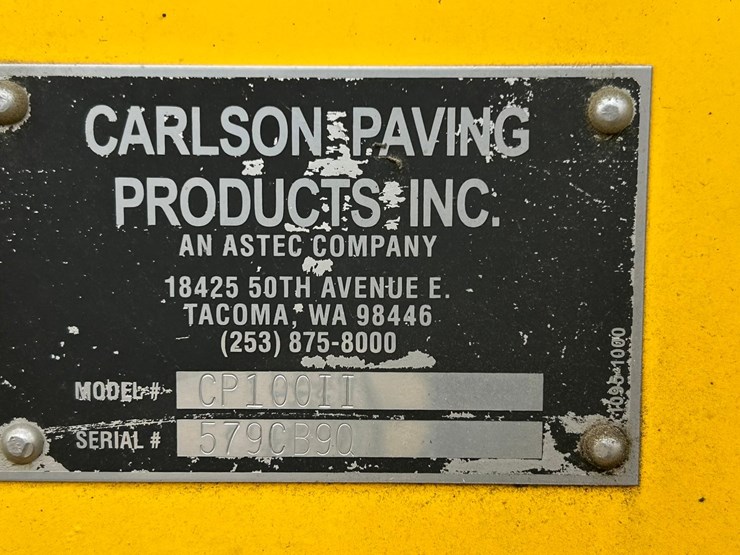 CARLSON PAVING
PRODUCTS INC.
AN ASTEC COMPANY
18425 50TH AVENUE E.
TACOMA, WA 98446
(253) 875-8000
MODEL# CP100II
SERIAL # 579CB90